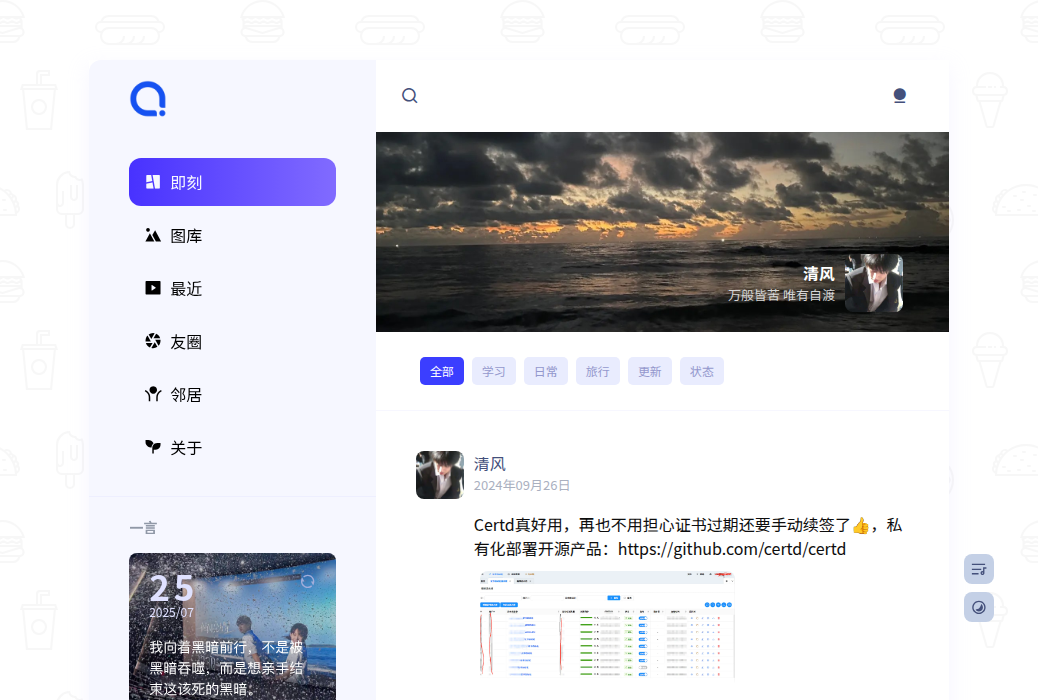 即刻
图库
最近
友圈
邻居
关于
一言
25
2025/07
我向着黑暗前行，不是被
黑暗吞噬，而是想亲手结
束这该死的黑暗。
清风
万般皆苦 唯有自渡
全部
学习
日常
旅行
更新
状态
清风
2024年09月26日
Certd真好用，再也不用担心证书过期还要手动续签了👍，私
有化部署开源产品：https://github.com/certd/certd